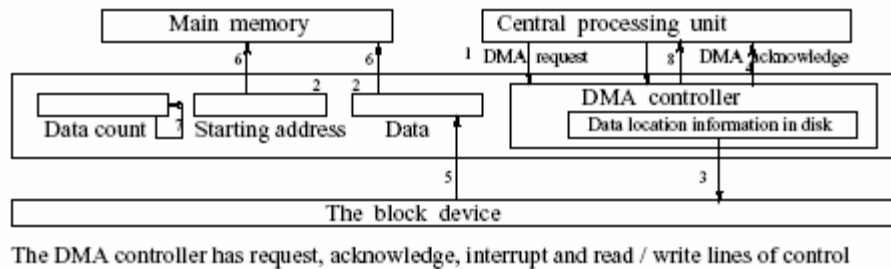 Main memory
Central processing unit
6
6
1
DMA request
8
DMA acknowledge
4
2
2
DMA controller
7
Data count
Starting address
Data
Data location information in disk
5
3
The block device
The DMA controller has request, acknowledge, interrupt and read / write lines of control